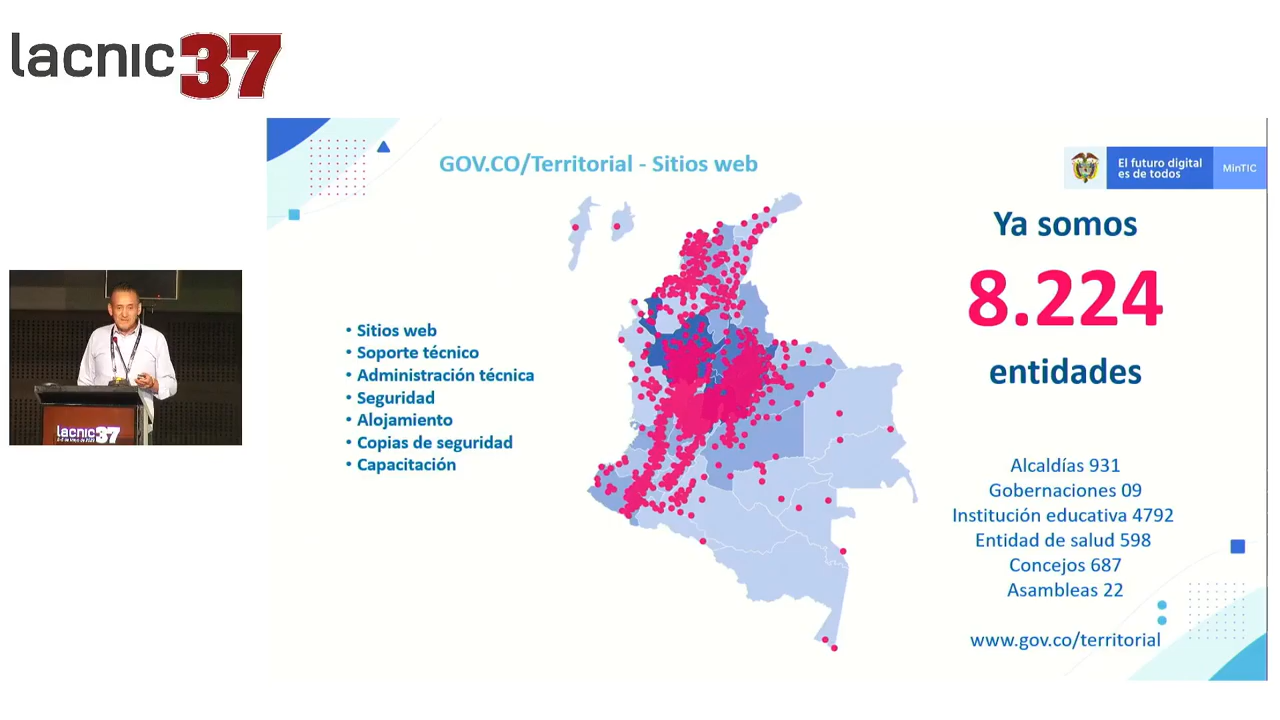 lacnic 37
GOV.CO/Territorial - Sitios web
El futuro digital
es de todos
MinTIC
Ya somos
8.224
entidades
• Sitios web
• Soporte técnico
• Administración técnica
• Seguridad
• Alojamiento
• Copias de seguridad
• Capacitación
Alcaldías 931
Gobernaciones 09
Institución educativa 4792
Entidad de salud 598
Concejos 687
Asambleas 22
www.gov.co/territorial
lacnic 37